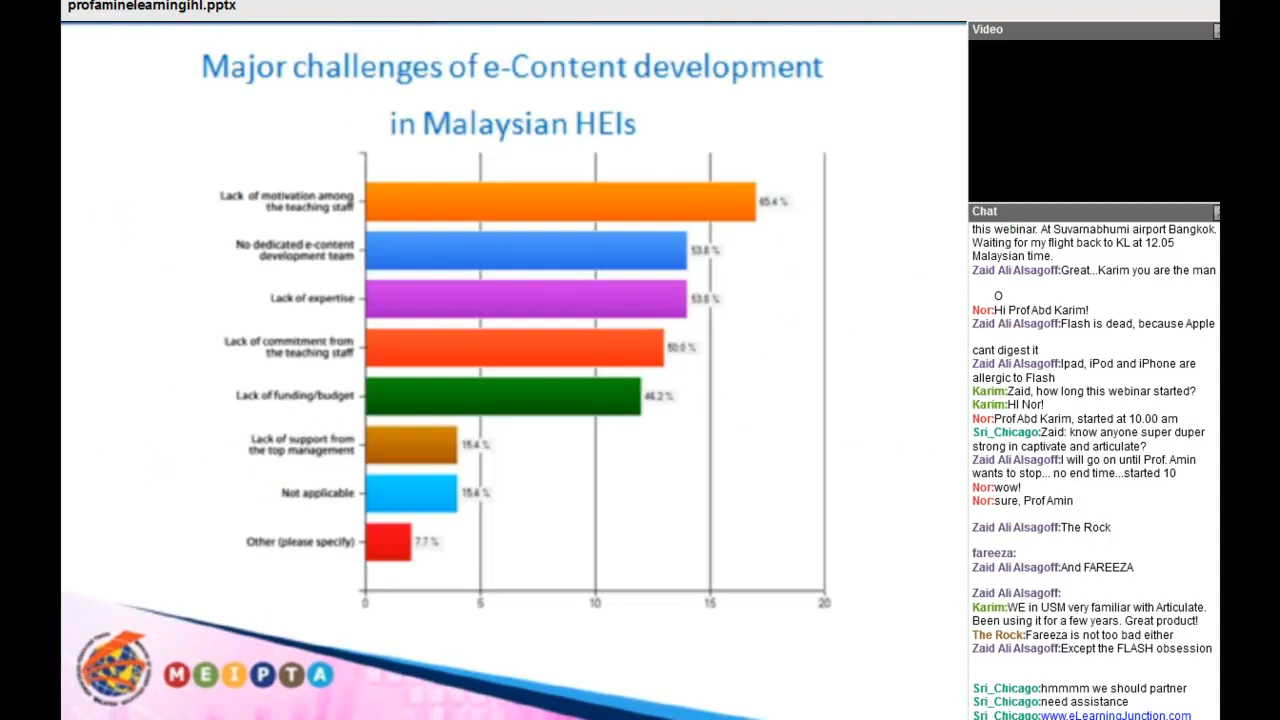 profaminelearningihl.pptx
Major challenges of e-Content development
in Malaysian HEIs
Lack of motivation among
the teaching staff
65.4 %
No dedicated e-content
development team
53.8 %
Lack of expertise
53.8 %
Lack of commitment from
the teaching staff
50.0 %
Lack of funding/budget
46.2 %
Lack of support from
the top management
15.4 %
Not applicable
15.4 %
Other (please specify)
7.7 %
0 5 10 15 20
MEIPTA
Video
Chat
this webinar. At Suvarnabhumi airport Bangkok.
Waiting for my flight back to KL at 12.05
Malaysian time.
Zaid Ali Alsagoff:Great...Karim you are the man
O
Nor:Hi Prof Abd Karim!
Zaid Ali Alsagoff:Flash is dead, because Apple
cant digest it
Zaid Ali Alsagoff:Ipad, iPod and iPhone are
allergic to Flash
Karim:Zaid, how long this webinar started?
Karim:HI Nor!
Nor:Prof Abd Karim, started at 10.00 am
Sri_Chicago:Zaid: know anyone super duper
strong in captivate and articulate?
Zaid Ali Alsagoff:I will go on until Prof. Amin
wants to stop... no end time...started 10
Nor:wow!
Nor:sure, Prof Amin
Zaid Ali Alsagoff:The Rock
fareeza:
Zaid Ali Alsagoff:And FAREEZA
Zaid Ali Alsagoff:
Karim:WE in USM very familiar with Articulate.
Been using it for a few years. Great product!
The Rock:Fareeza is not too bad either
Zaid Ali Alsagoff:Except the FLASH obsession
Sri_Chicago:hmmmm we should partner
Sri_Chicago:need assistance
Sri_Chicago:www.eLearningJunction.com